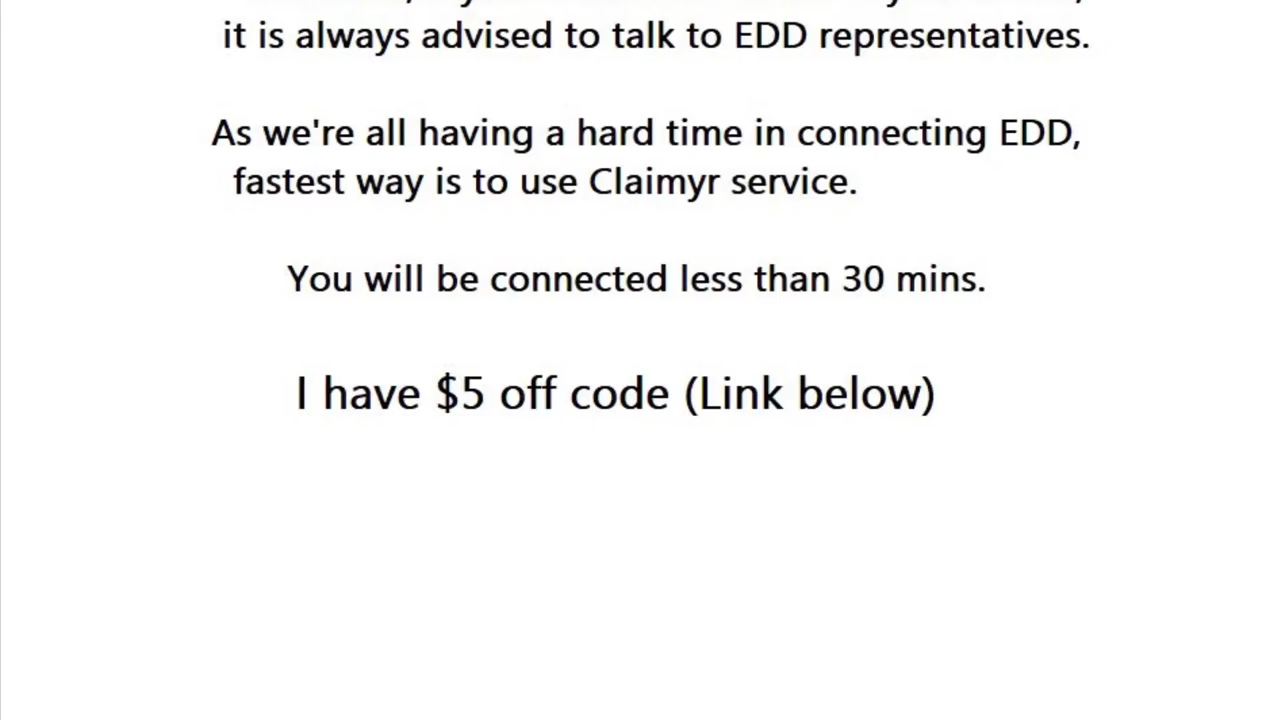 it is always advised to talk to EDD representatives.
As we're all having a hard time in connecting EDD,
fastest way is to use Claimyr service.
You will be connected less than 30 mins.
I have $5 off code (Link below)